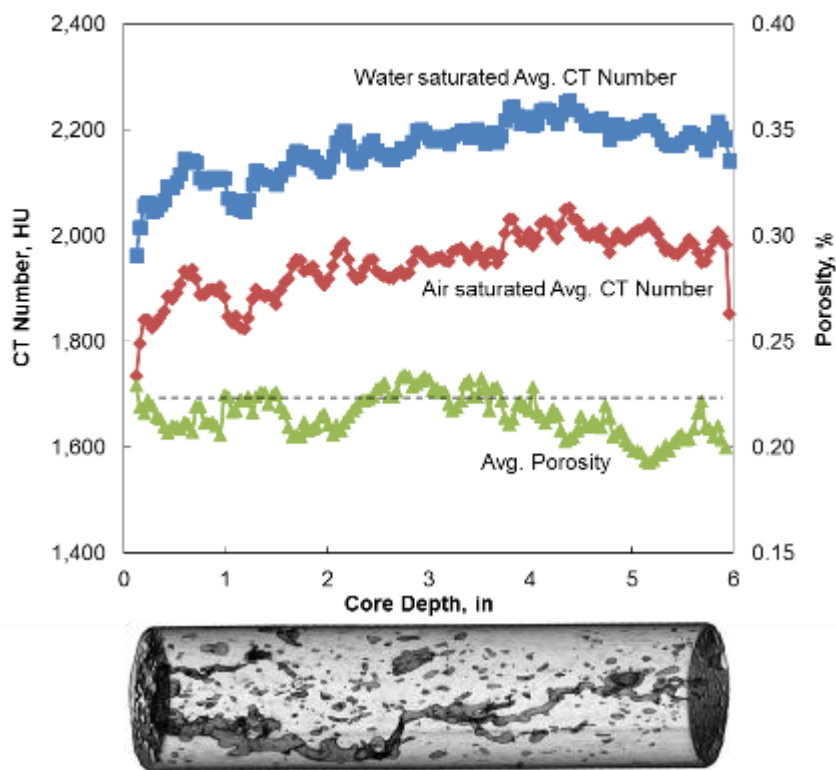 2,400
2,200
2,000
1,800
1,600
1,400
CT Number, HU
0.40
0.35
0.30
0.25
0.20
0.15
Porosity, %
Water saturated Avg. CT Number
Air saturated Avg. CT Number
Avg. Porosity
0 1 2 3 4 5 6
Core Depth, in